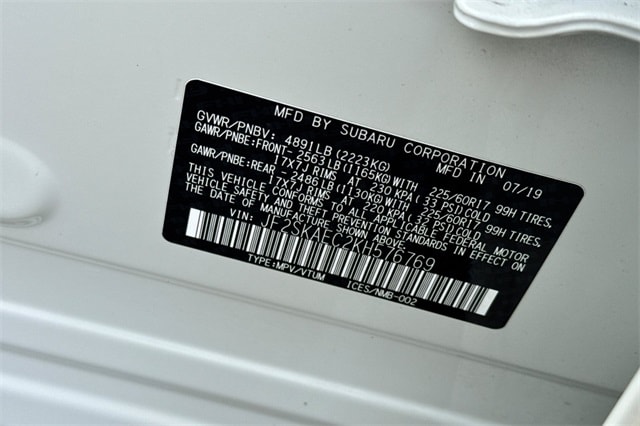 MFD BY SUBARU CORPORATION
GVWR/PNBV: 4891LB(2223KG) MFD IN 07/19
GAWR/PNBE:FRONT-2563LB(1165KG)WITH 225/60R17 99H TIRES,
17X7J RIMS AT 230 KPA(33 PSI)COLD
GAWR/PNBE:REAR -2486LB(1130KG)WITH 225/60R17 99H TIRES,
17X7J RIMS AT 220 KPA(32 PSI)COLD
THIS VEHICLE CONFORMS TO ALL APPLICABLE FEDERAL MOTOR
VEHICLE SAFETY AND THEFT PREVENTION STANDARDS IN EFFECT ON
THE DATE OF MANUFACTURE SHOWN ABOVE.
VIN: JF2SKAEC2KH576769
TYPE:MPV/VTUM ICES/NMB-002